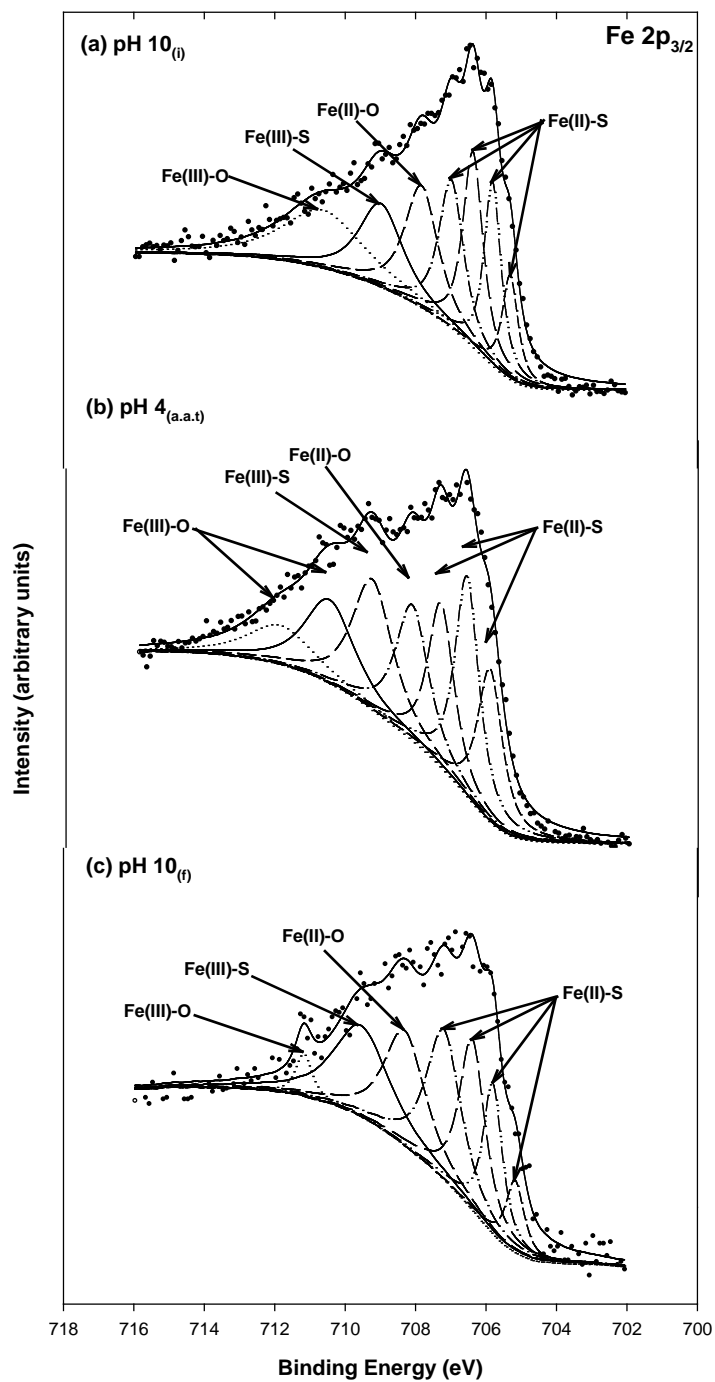 (a) pH 10(i)
Fe 2p3/2
Fe(II)-O
Fe(II)-S
Fe(III)-S
Fe(III)-O
(b) pH 4(a.a.t)
Fe(II)-O
Fe(III)-S
Fe(III)-O
Fe(II)-S
(c) pH 10(f)
Fe(II)-O
Fe(III)-S
Fe(II)-S
Fe(III)-O
Intensity (arbitrary units)
718 716 714 712 710 708 706 704 702 700
Binding Energy (eV)